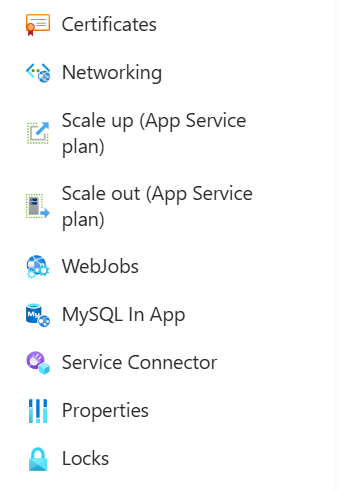 Certificates
Networking
Scale up (App Service
plan)
Scale out (App Service
plan)
WebJobs
My
MySQL In App
Service Connector
Properties
Locks